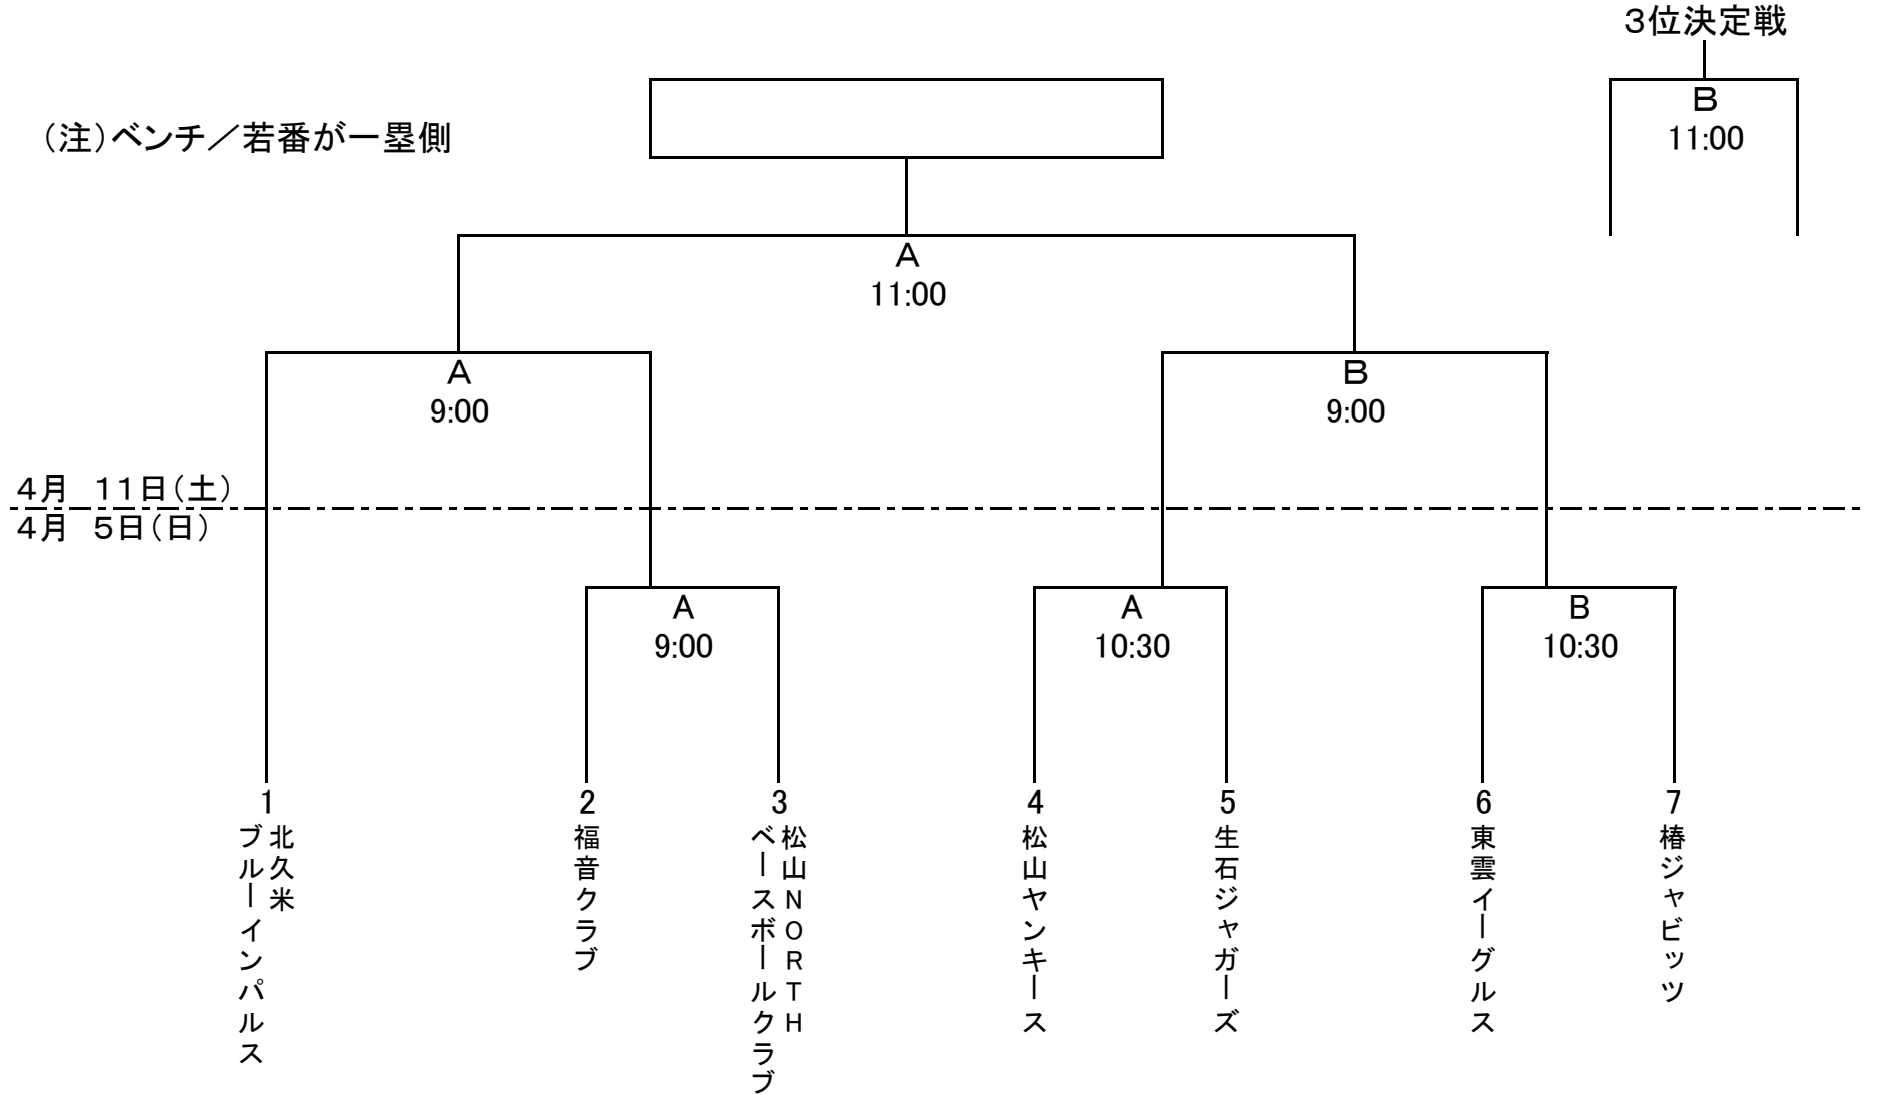 3位決定戦
B
11:00
（注）ベンチ／若番が一塁側
A
11:00
A
9:00
B
9:00
4月　11日（土）
4月　5日（日）
A
9:00
A
10:30
B
10:30
1
北久米
ブルーインパルス
2
福音クラブ
3
松山NORTH
ベースボールクラブ
4
松山ヤンキース
5
生石ジャガーズ
6
東雲イーグルス
7
椿ジャビッツ